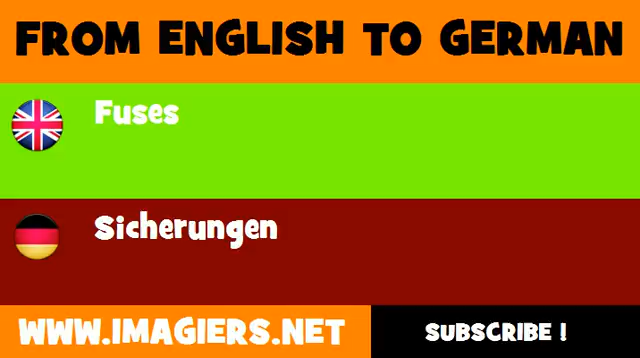 FROM ENGLISH TO GERMAN
Fuses
Sicherungen
WWW.IMAGIERS.NET
SUBSCRIBE !